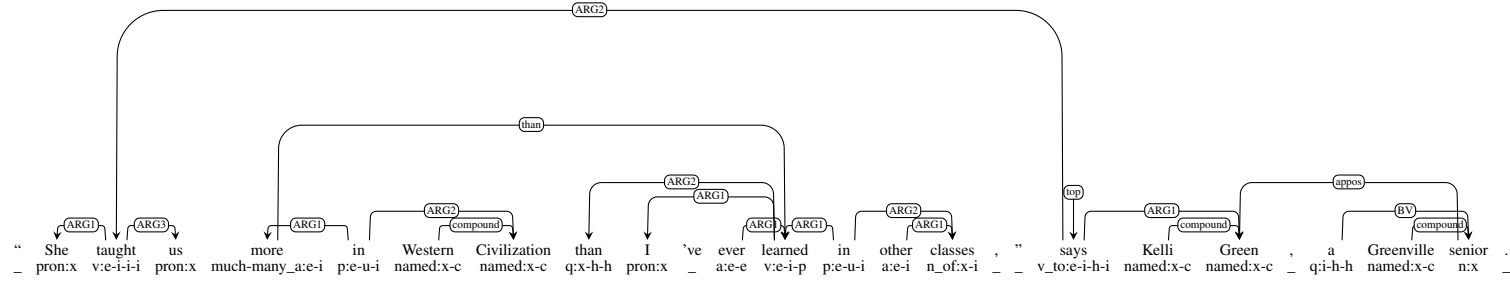 ARG2
than
ARG2 appos
ARG1 top
ARG1 ARG3 ARG1 ARG2 compound ARG1 ARG1 ARG2 ARG1 ARG1 compound BV compound
“ She taught us more in Western Civilization than I 've ever learned in other classes , ” says Kelli Green , a Greenville senior .
_ pron:x v:e-i-i-i pron:x much-many_a:e-i p:e-u-i named:x-c named:x-c q:x-h-h pron:x _ a:e-e v:e-i-p p:e-u-i a:e-i n_of:x-i _ _ v_to:e-i-h-i named:x-c named:x-c _ q:i-h-h named:x-c n:x _